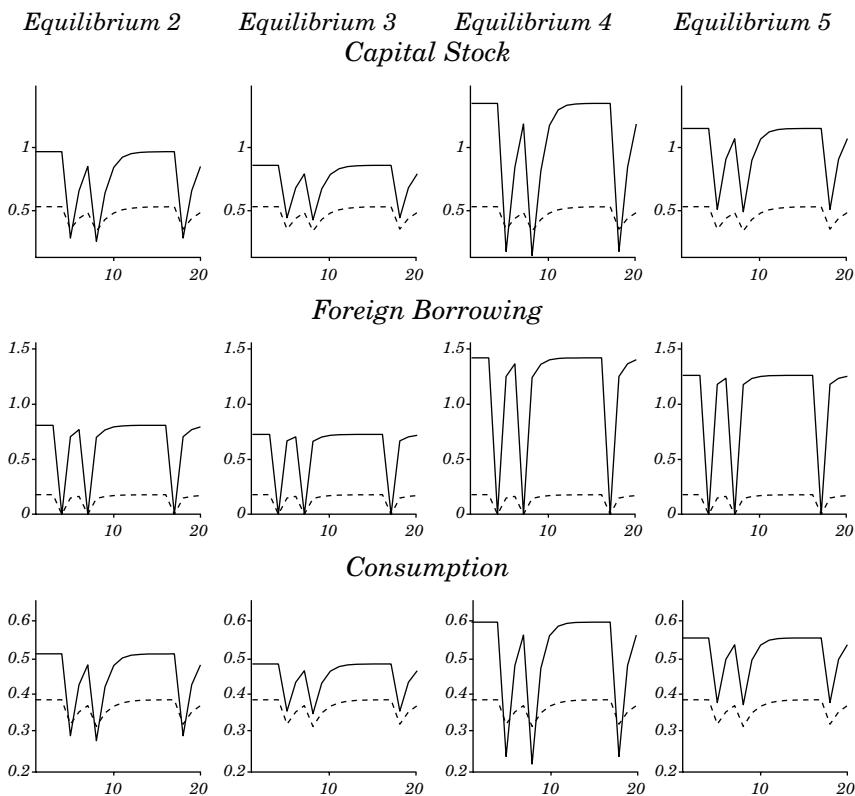 Equilibrium 2 Equilibrium 3 Equilibrium 4 Equilibrium 5
Capital Stock
1 1 1 1
0.5 0.5 0.5 0.5
10 20 10 20 10 20 10 20
Foreign Borrowing
1.5 1.5 1.5 1.5
1.0 1.0 1.0 1.0
0.5 0.5 0.5 0.5
0 0 0 0
10 20 10 20 10 20 10 20
Consumption
0.6 0.6 0.6 0.6
0.5 0.5 0.5 0.5
0.4 0.4 0.4 0.4
0.3 0.3 0.3 0.3
0.2 0.2 0.2 0.2
10 20 10 20 10 20 10 20